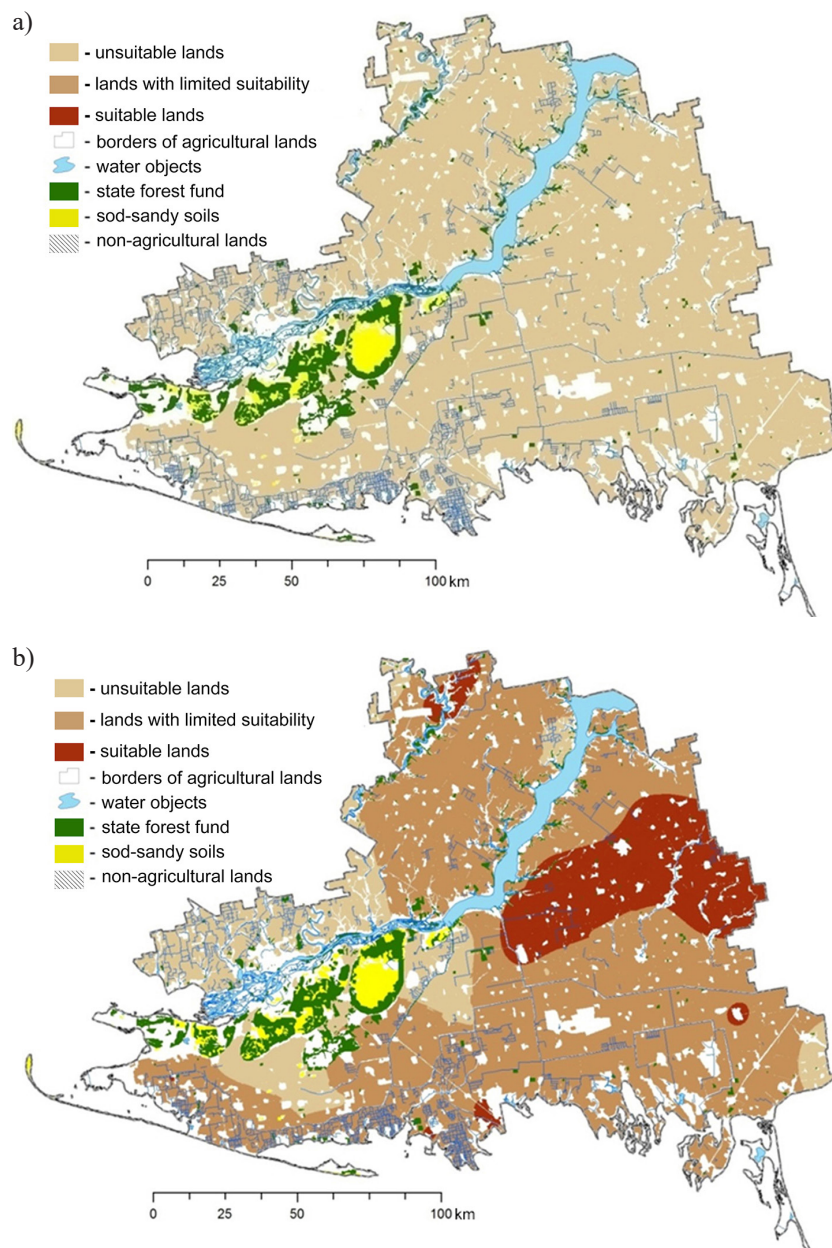 a)
- unsuitable lands
- lands with limited suitability
- suitable lands
- borders of agricultural lands
- water objects
- state forest fund
- sod-sandy soils
- non-agricultural lands
0 25 50 100 km
b)
- unsuitable lands
- lands with limited suitability
- suitable lands
- borders of agricultural lands
- water objects
- state forest fund
- sod-sandy soils
- non-agricultural lands
0 25 50 100 km